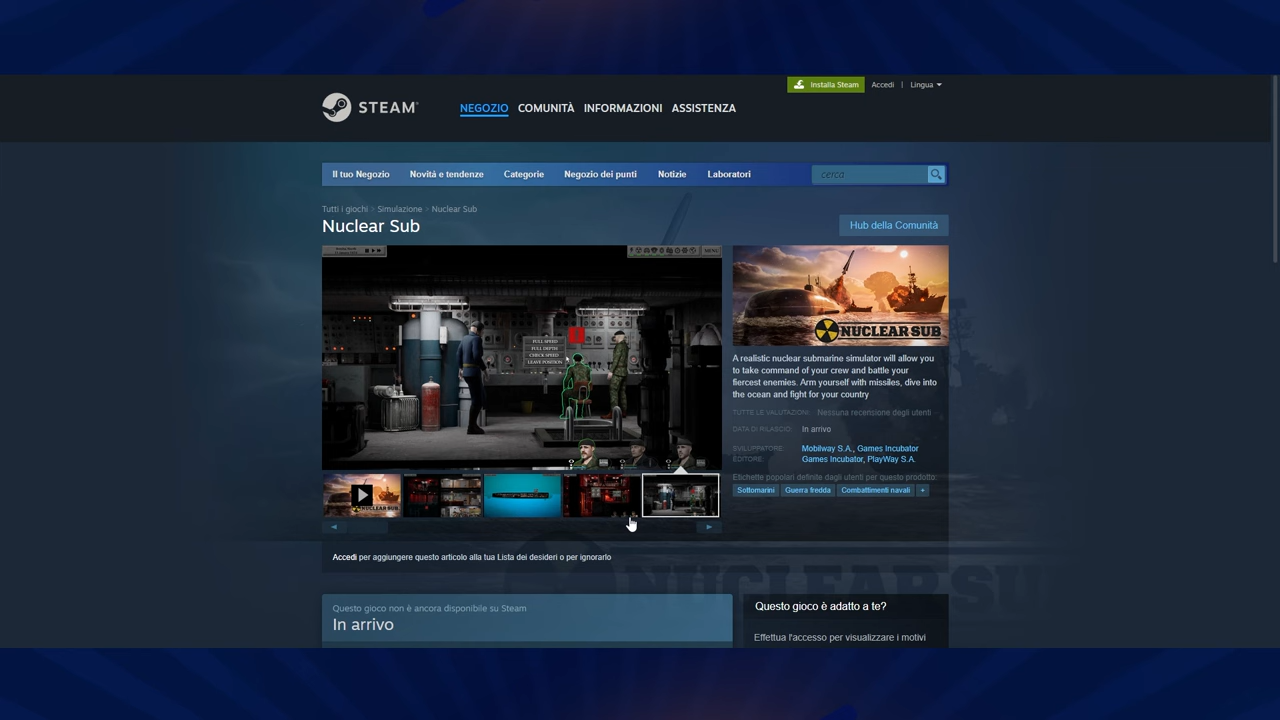 Installa Steam
Accedi | Lingua
STEAM®
NEGOZIO COMUNITÀ INFORMAZIONI ASSISTENZA
Il tuo Negozio Novità e tendenze Categorie Negozio dei punti Notizie Laboratori cerca
Tutti i giochi > Simulazione > Nuclear Sub
Nuclear Sub
Hub della Comunità
MENU
FULL SPEED
FULL DEPTH
CHECK SPEED
LEAVE POSITION
NUCLEAR SUB
A realistic nuclear submarine simulator will allow you
to take command of your crew and battle your
fiercest enemies. Arm yourself with missiles, dive into
the ocean and fight for your country
TUTTE LE VALUTAZIONI: Nessuna recensione degli utenti
DATA DI RILASCIO: In arrivo
SVILUPPATORE: Mobilway S.A., Games Incubator
EDITORE: Games Incubator, PlayWay S.A.
Etichette popolari definite dagli utenti per questo prodotto:
Sottomarini Guerra fredda Combattimenti navali +
NUCLEAR SUB
Accedi per aggiungere questo articolo alla tua Lista dei desideri o per ignorarlo
NUCLEAR SU
Questo gioco non è ancora disponibile su Steam
In arrivo
Questo gioco è adatto a te?
Effettua l'accesso per visualizzare i motivi